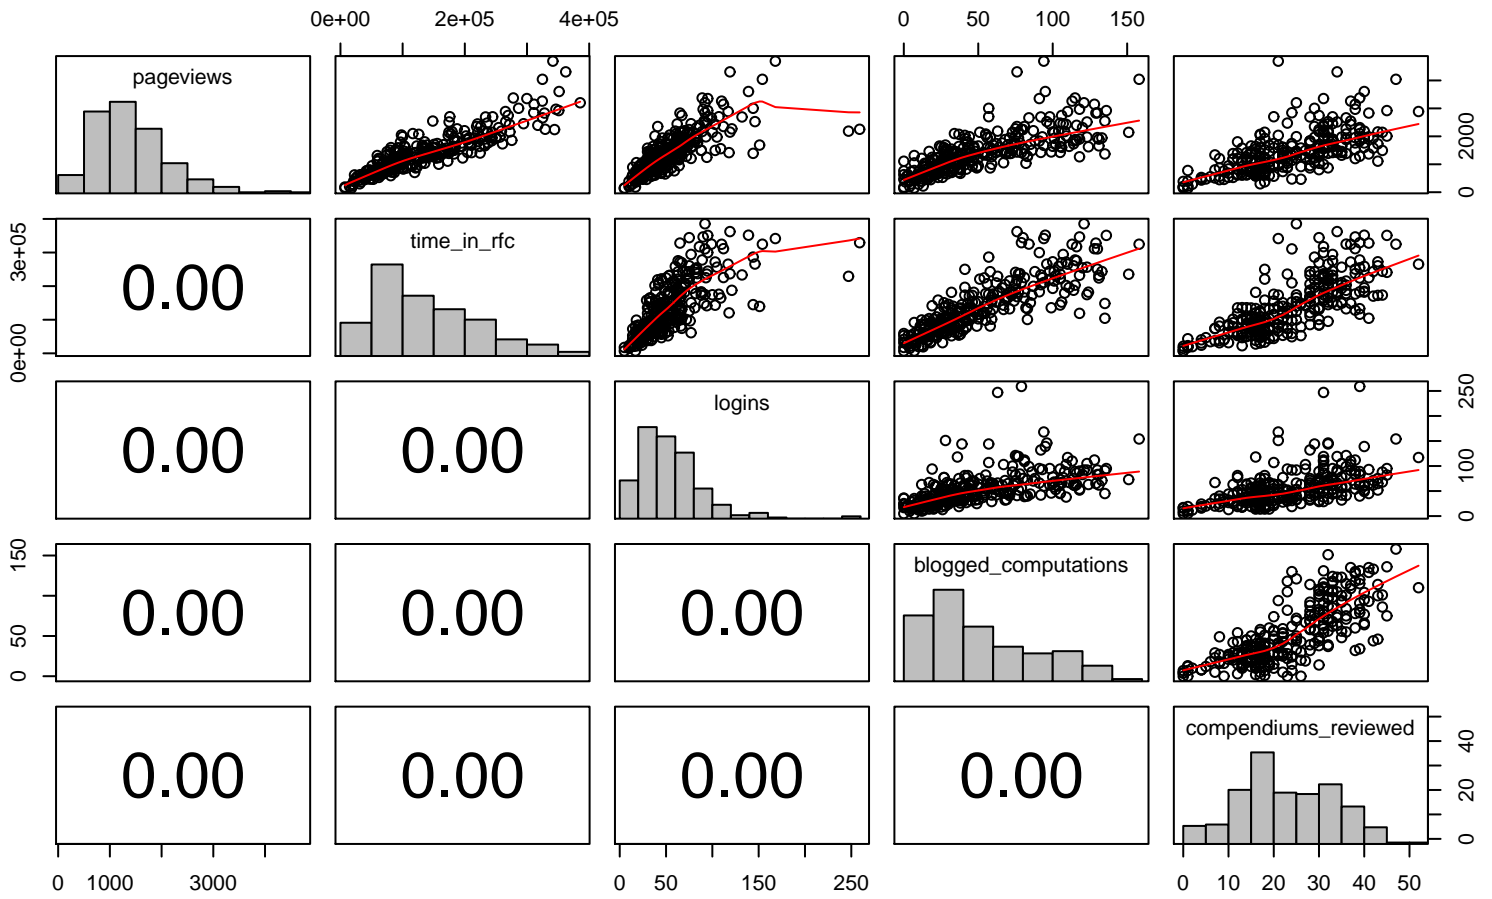 0e+00 2e+05 4e+05 0 50 100 150
pageviews
0 2000
0e+00 3e+05
0.00
time_in_rfc
0.00 0.00
logins
0 100 250
0 50 150
0.00 0.00 0.00
blogged_computations
0.00 0.00 0.00 0.00
compendiums_reviewed
0 20 40
0 1000 3000 0 50 150 250 0 10 20 30 40 50